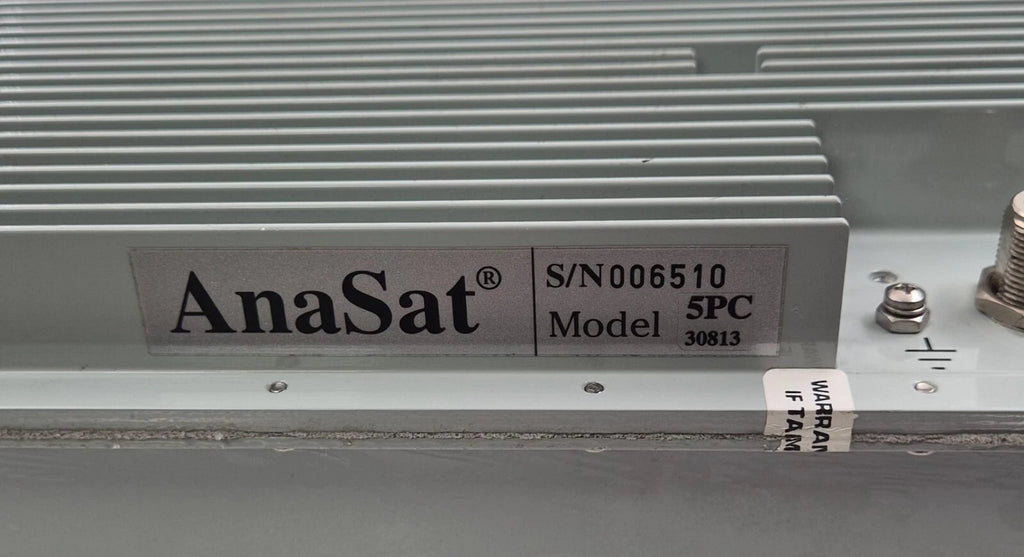 AnaSat®
S/N006510
Model 5PC
30813
WARRAN
IF TAM